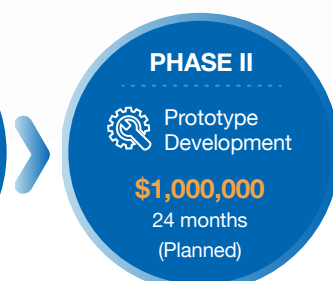 PHASE II
Prototype
Development
$1,000,000
24 months
(Planned)